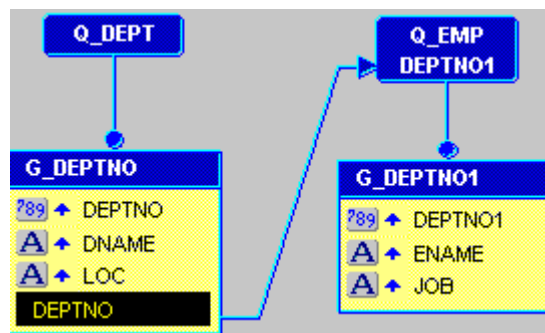 Q_DEPT
Q_EMP
DEPTNO1
G_DEPTNO
789 DEPTNO
A DNAME
A LOC
DEPTNO
G_DEPTNO1
789 DEPTNO1
A ENAME
A JOB